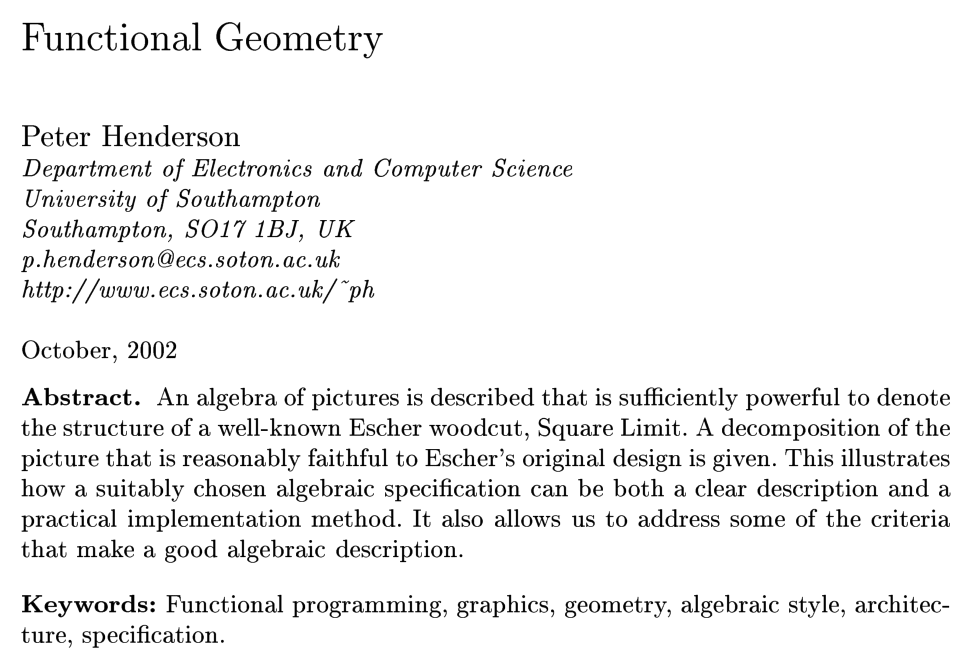 Functional Geometry
Peter Henderson
Department of Electronics and Computer Science
University of Southampton
Southampton, SO17 1BJ, UK
p.henderson@ecs.soton.ac.uk
http://www.ecs.soton.ac.uk/~ph
October, 2002
Abstract. An algebra of pictures is described that is sufficiently powerful to denote
the structure of a well-known Escher woodcut, Square Limit. A decomposition of the
picture that is reasonably faithful to Escher's original design is given. This illustrates
how a suitably chosen algebraic specification can be both a clear description and a
practical implementation method. It also allows us to address some of the criteria
that make a good algebraic description.
Keywords: Functional programming, graphics, geometry, algebraic style, architec-
ture, specification.